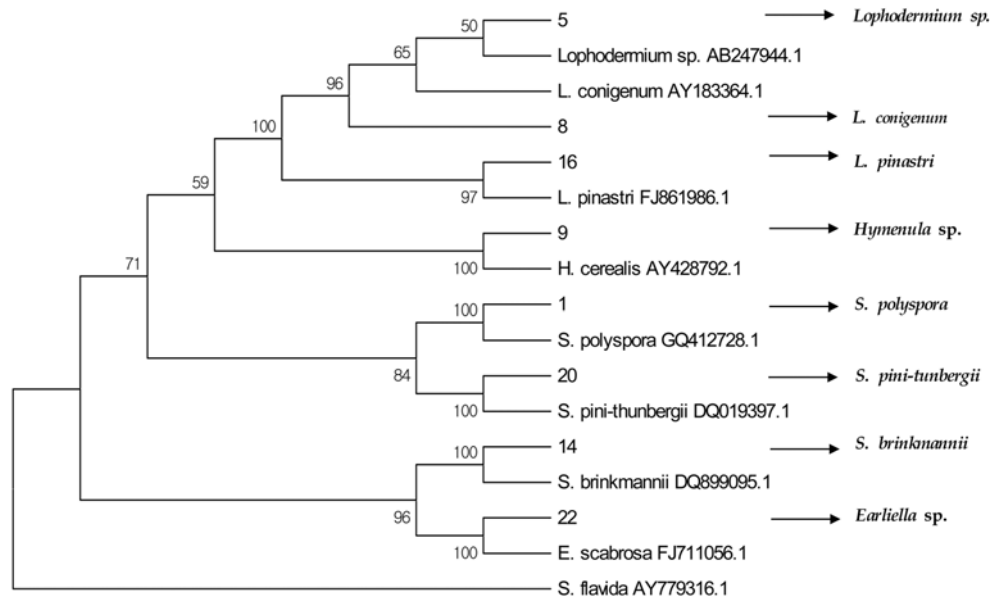 5 Lophodermium sp.
50
Lophodermium sp. AB247944.1
65
L. conigenum AY183364.1
96
8 L. conigenum
100
16 L. pinastri
97
L. pinastri FJ861986.1
59
9 Hymenula sp.
100
H. cerealis AY428792.1
71
1 S. polyspora
100
S. polyspora GQ412728.1
84
20 S. pini-tunbergii
100
S. pini-thunbergii DQ019397.1
14 S. brinkmannii
100
S. brinkmannii DQ899095.1
96
22 Earliella sp.
100
E. scabrosa FJ711056.1
S. flavida AY779316.1